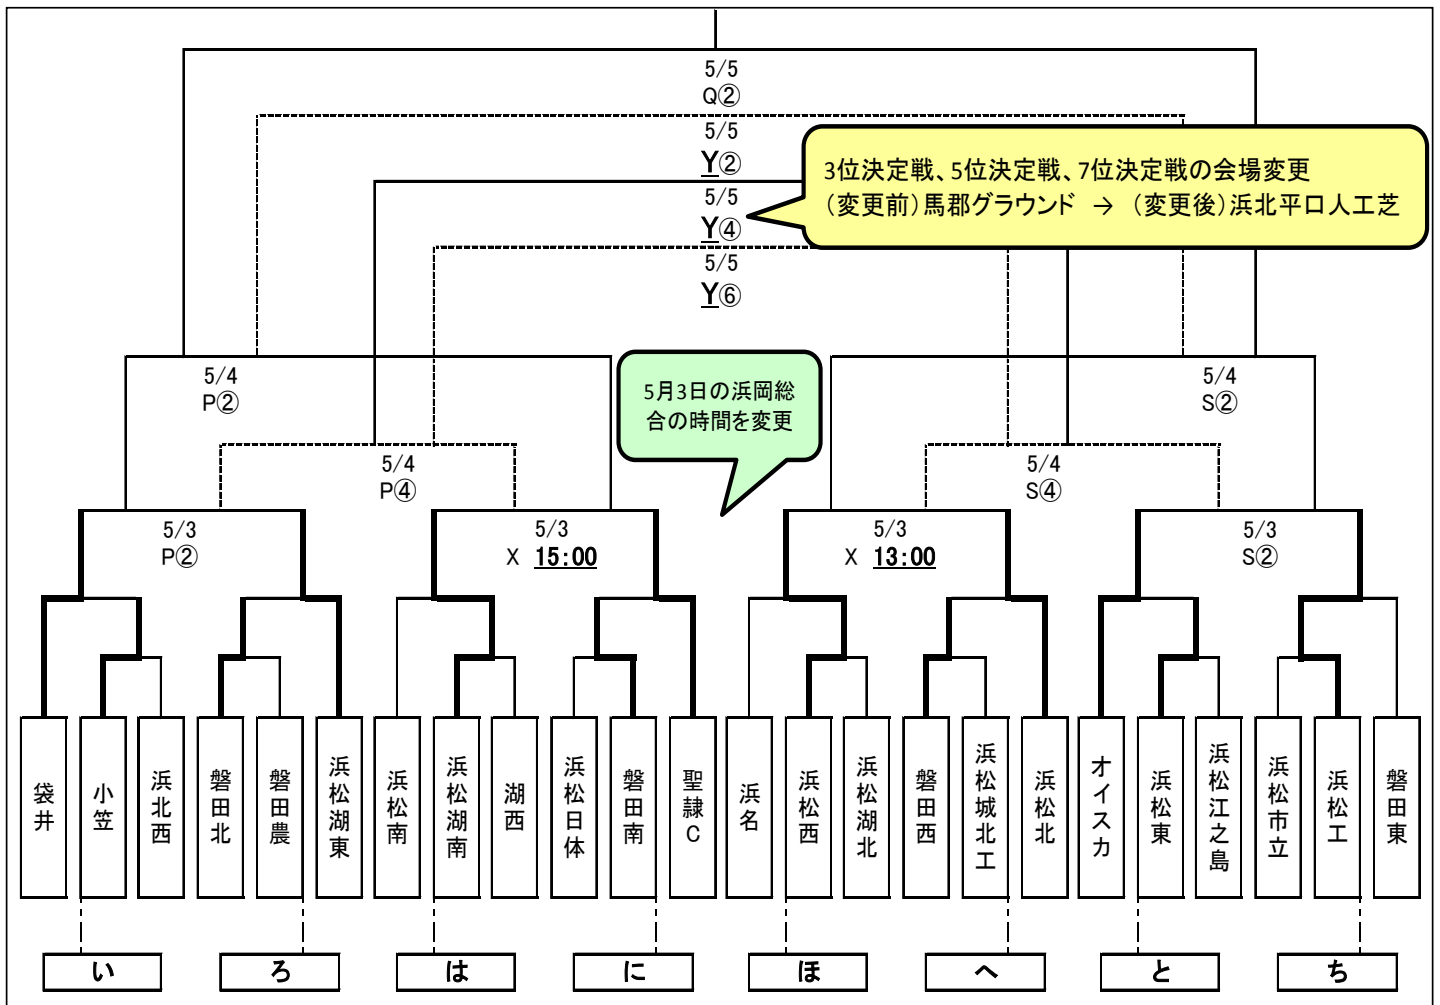 5/5
Q②
5/5
Y②
5/5
Y④
5/5
Y⑥
3位決定戦、5位決定戦、7位決定戦の会場変更
（変更前）馬郡グラウンド → （変更後）浜北平口人工芝
5/4
P②
5月3日の浜岡総
合の時間を変更
5/4
S②
5/4
P④
5/4
S④
5/3
P②
5/3
X 15:00
5/3
X 13:00
5/3
S②
袋井
小笠
浜北西
磐田北
磐田農
浜松湖東
浜松南
浜松湖南
湖西
浜松日体
磐田南
聖隷C
浜名
浜松西
浜松湖北
磐田西
浜松城北工
浜松北
オイスカ
浜松東
浜松江之島
浜松市立
浜松工
磐田東
い
ろ
は
に
ほ
へ
と
ち